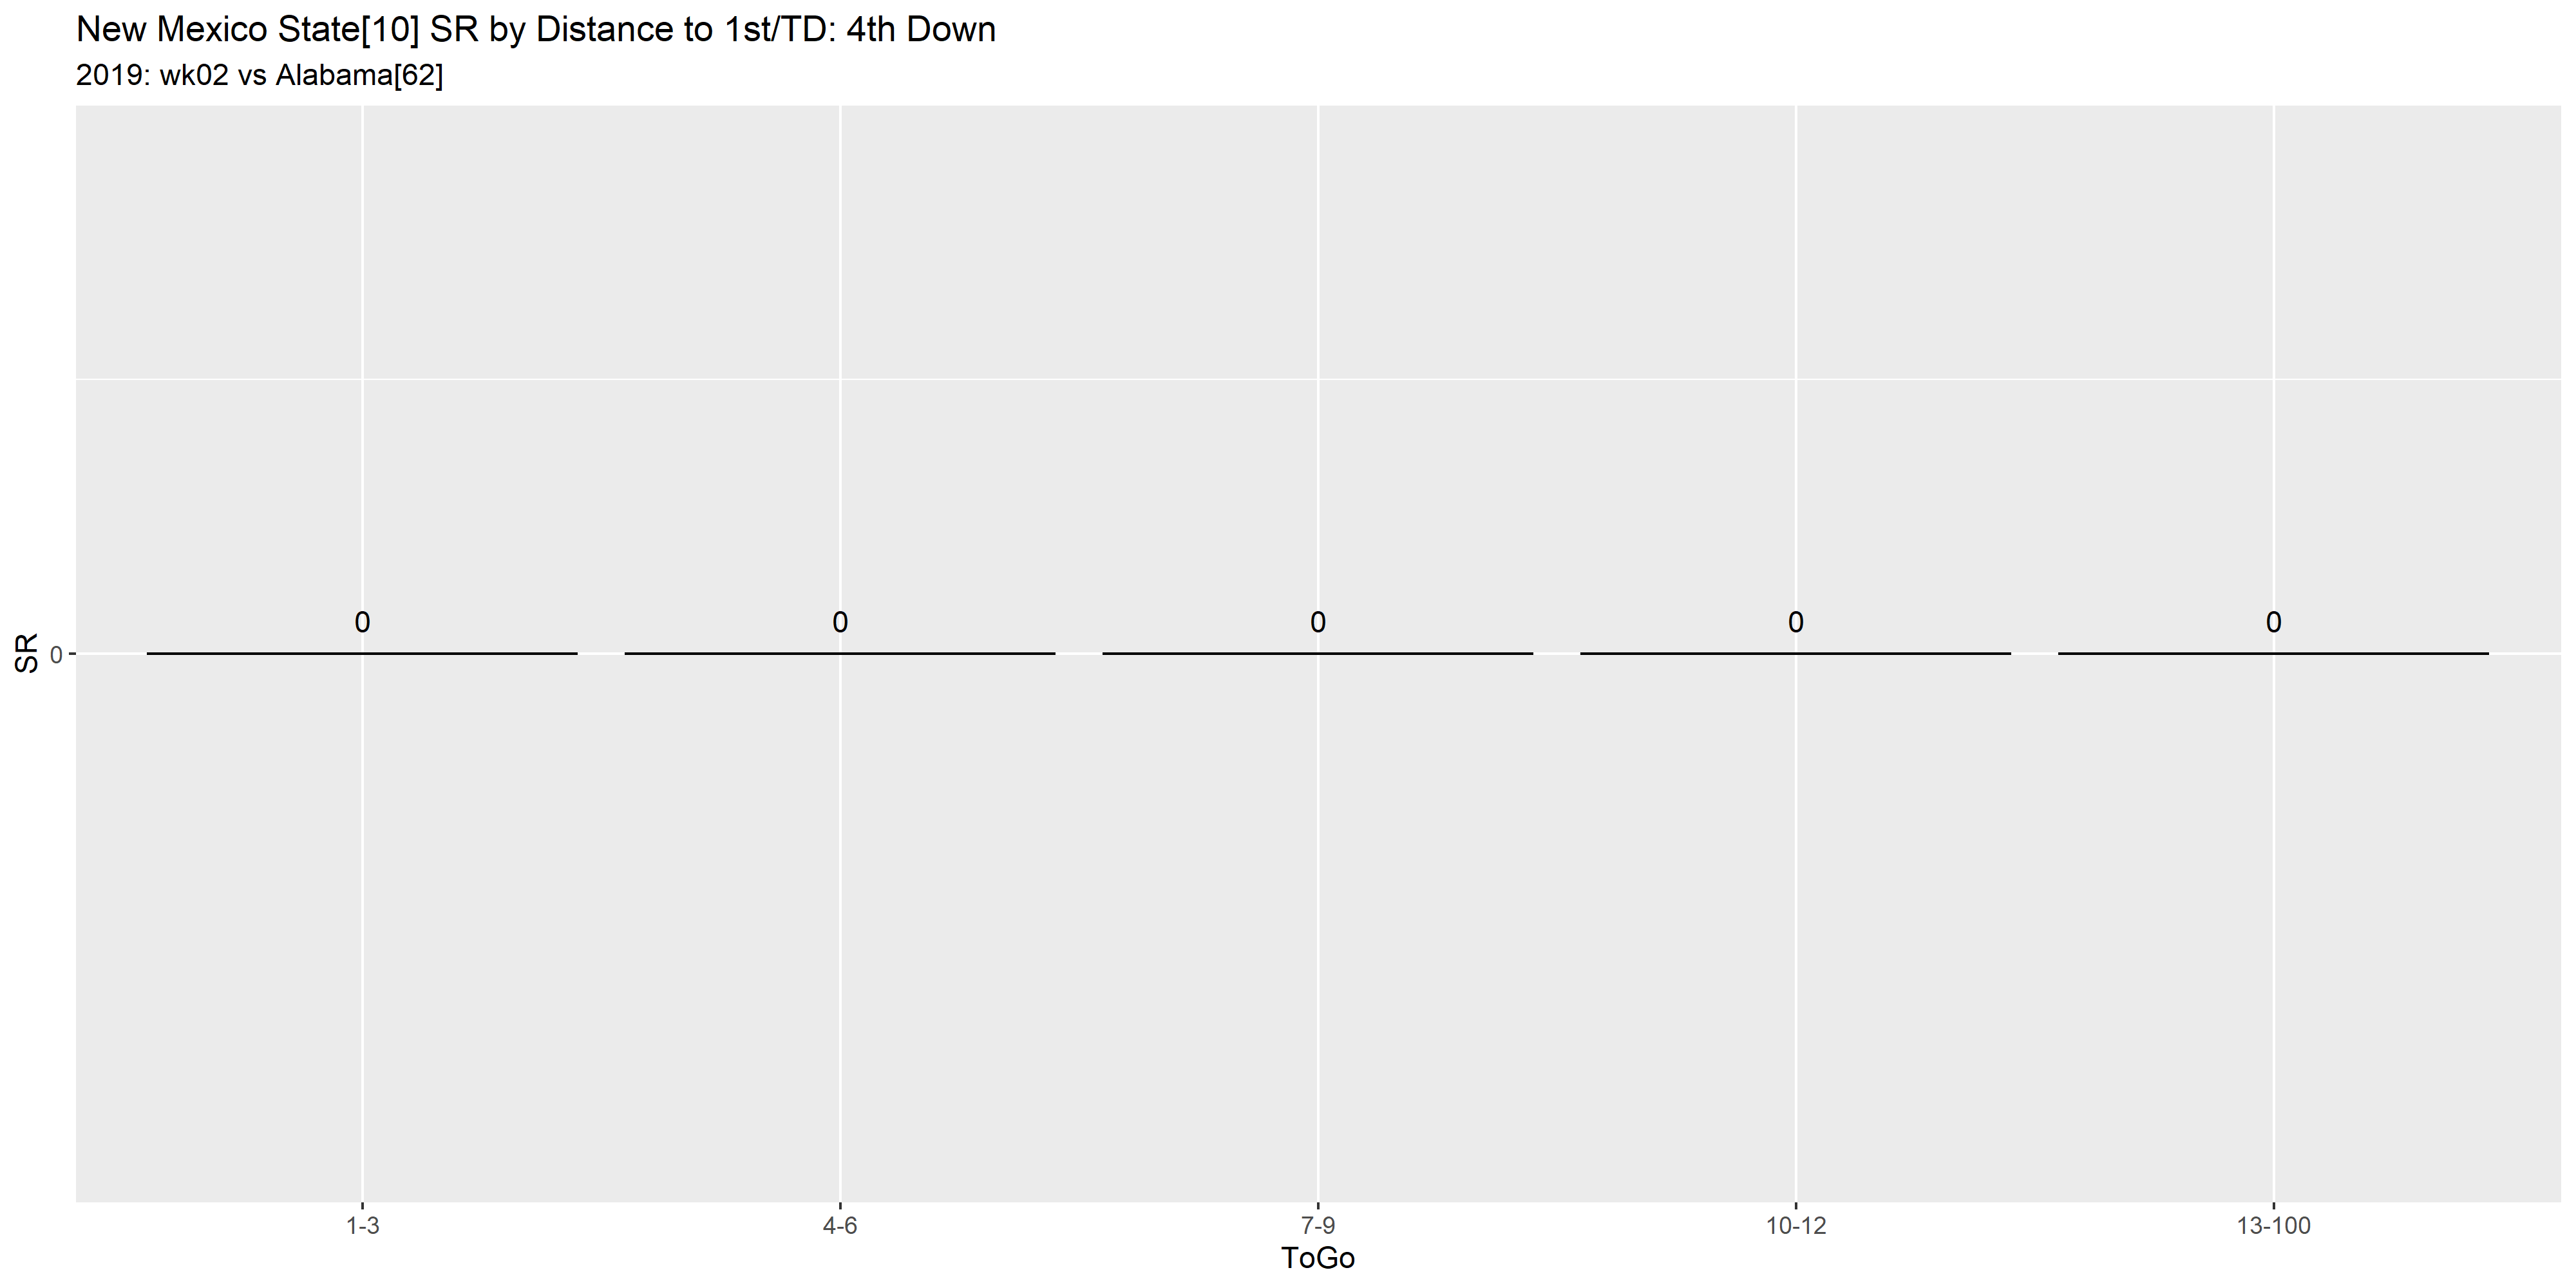 New Mexico State[10] SR by Distance to 1st/TD: 4th Down
2019: wk02 vs Alabama[62]
0 0 0 0 0
SR
0
1-3 4-6 7-9 10-12 13-100
ToGo